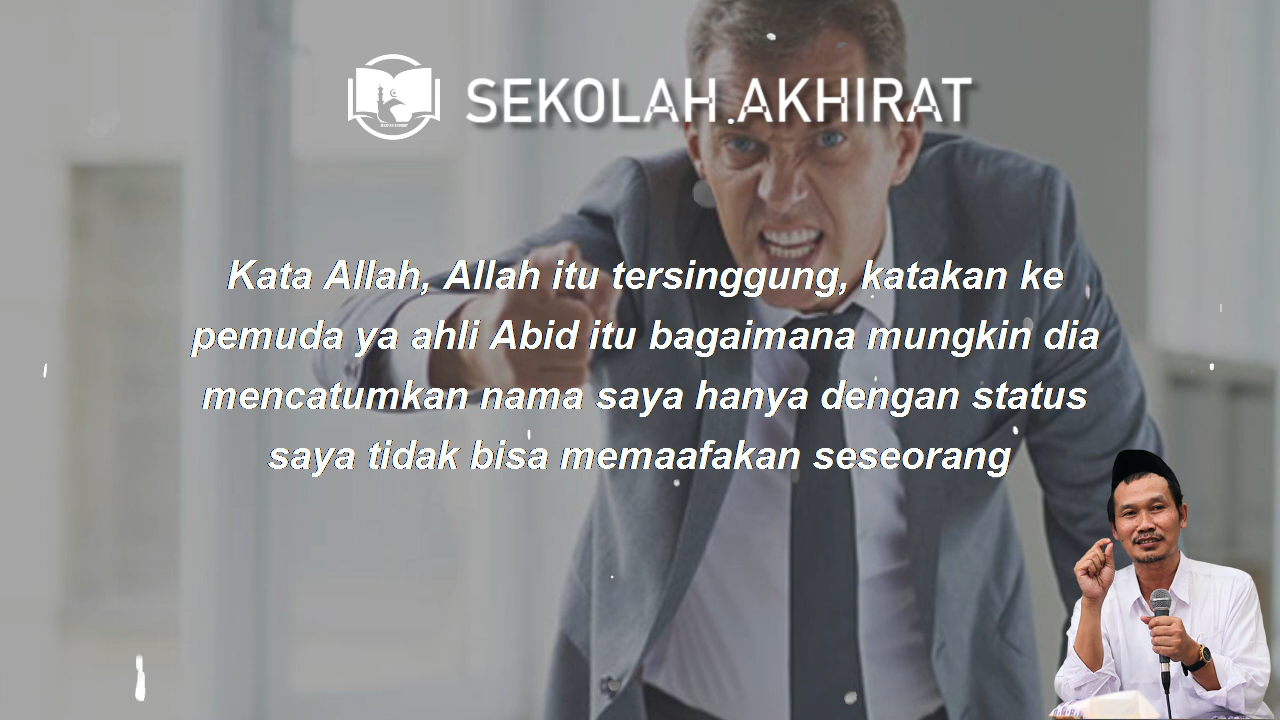 SEKOLAH AKHIRAT
Kata Allah, Allah itu tersinggung, katakan ke
pemuda ya ahli Abid itu bagaimana mungkin dia
mencatumkan nama saya hanya dengan status
saya tidak bisa memaafakan seseorang